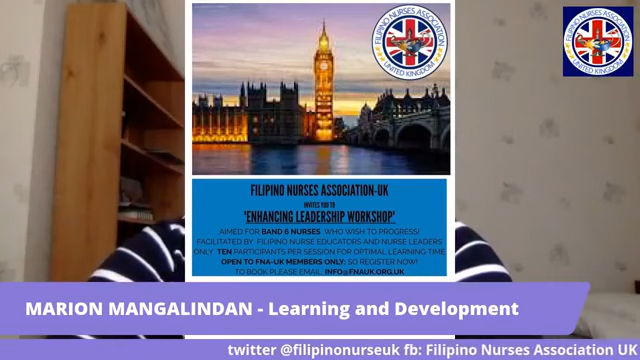 FILIPINO NURSES ASSOCIATION
UNITED KINGDOM
FILIPINO NURSES ASSOCIATION
UNITED KINGDOM
FILIPINO NURSES ASSOCIATION-UK
INVITES YOU TO
'ENHANCING LEADERSHIP WORKSHOP'
AIMED FOR BAND 6 NURSES WHO WISH TO PROGRESS!
FACILITATED BY FILIPINO NURSE EDUCATORS AND NURSE LEADERS
ONLY TEN PARTICIPANTS PER SESSION FOR OPTIMAL LEARNING TIME
OPEN TO FNA-UK MEMBERS ONLY; SO REGISTER NOW!
TO BOOK PLEASE EMAIL: INFO@FNAUK.ORG.UK
MARION MANGALINDAN - Learning and Development
twitter @filipinonurseuk fb: Filipino Nurses Association UK